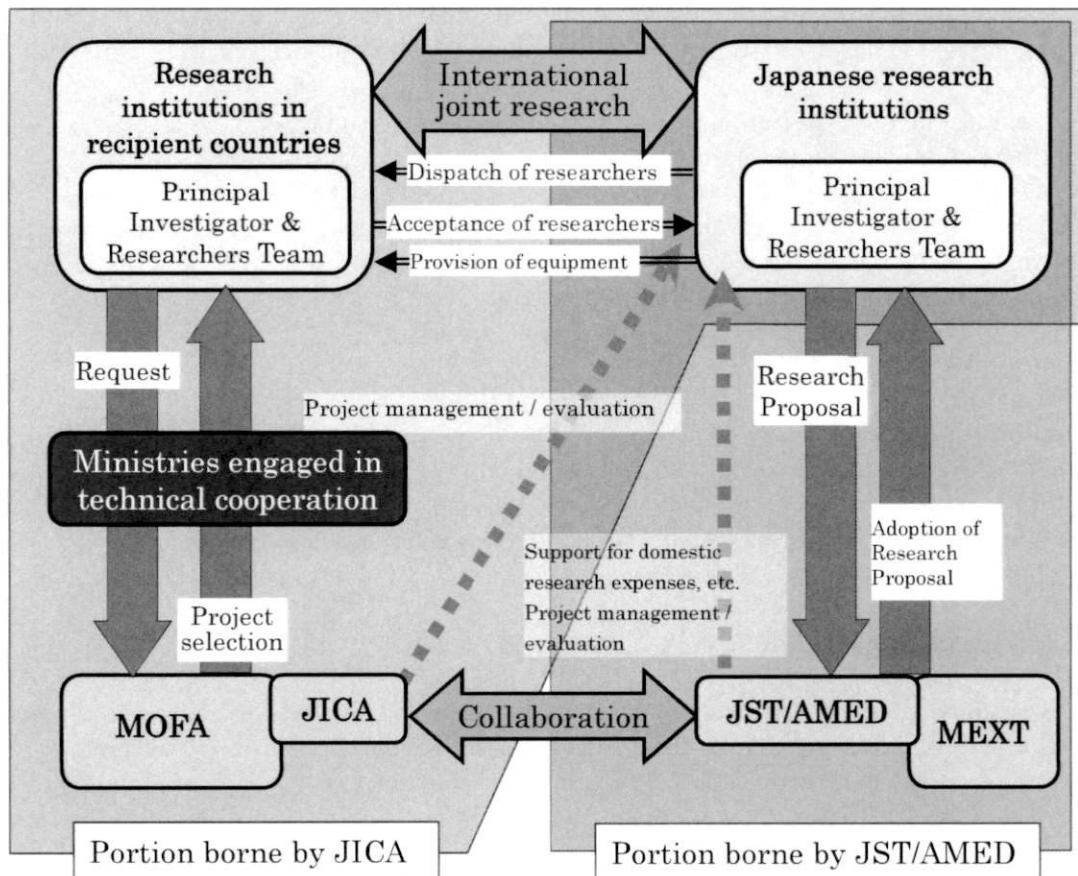 Research
institutions in
recipient countries
Principal
Investigator &
Researchers Team
International
joint research
Japanese research
institutions
Principal
Investigator &
Researchers Team
Dispatch of researchers
Acceptance of researchers
Provision of equipment
Request
Project management / evaluation
Research
Proposal
Ministries engaged in
technical cooperation
Support for domestic
research expenses, etc.
Project management /
evaluation
Adoption of
Research
Proposal
Project
selection
MOFA
JICA
Collaboration
JST/AMED
MEXT
Portion borne by JICA
Portion borne by JST/AMED